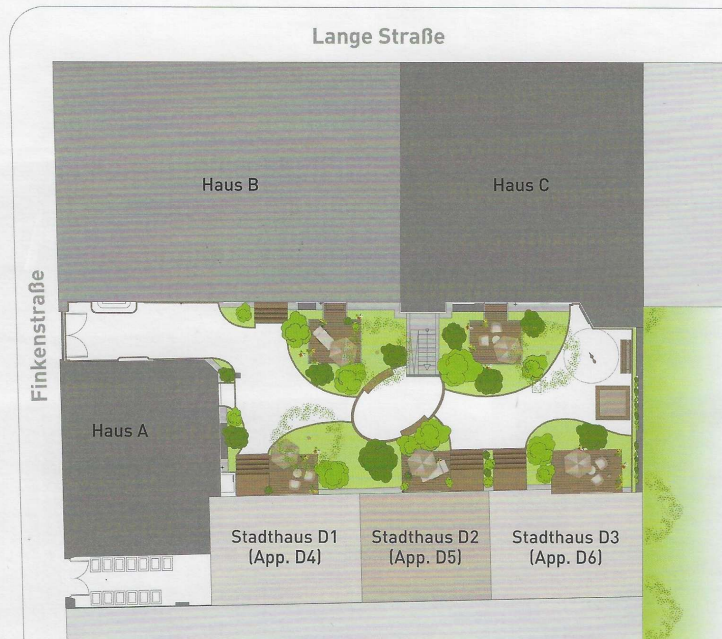 Lange Straße
Haus B
Haus C
Finkenstraße
Haus A
Stadthaus D1
(App. D4)
Stadthaus D2
(App. D5)
Stadthaus D3
(App. D6)